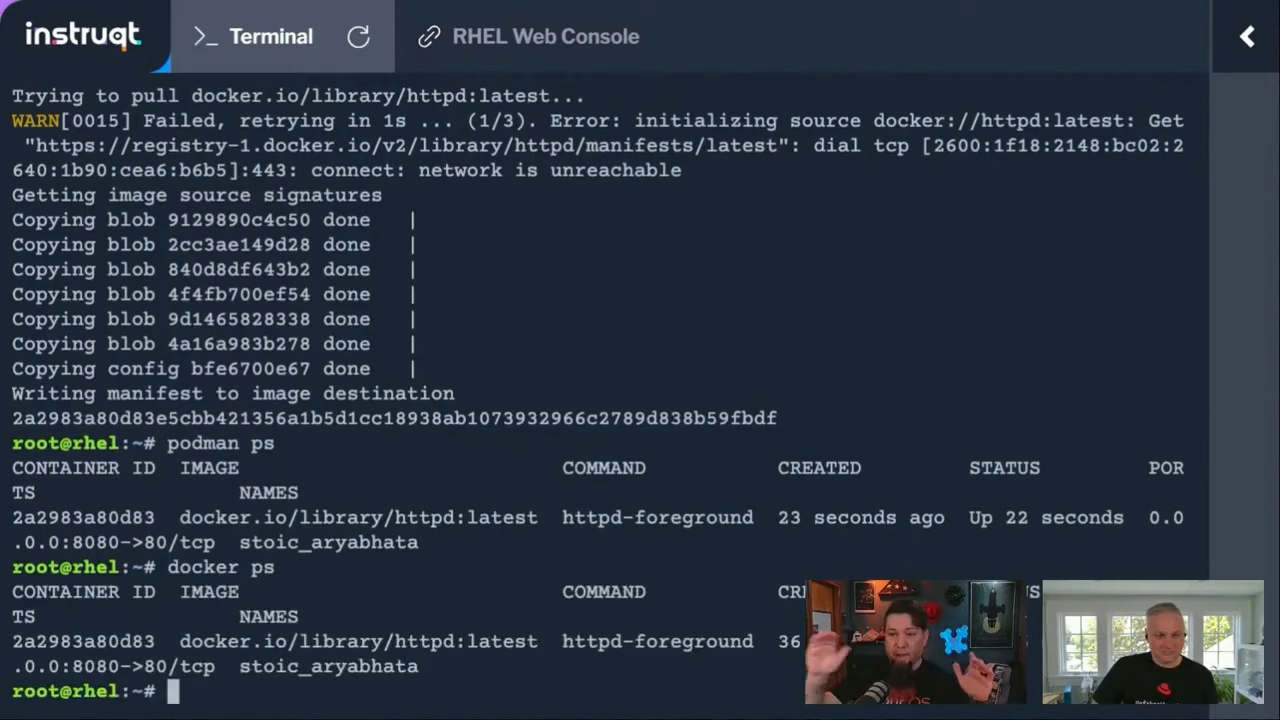 instruqt
>_ Terminal
RHEL Web Console
Trying to pull docker.io/library/httpd:latest...
WARN[0015] Failed, retrying in 1s ... (1/3). Error: initializing source docker://httpd:latest: Get
"https://registry-1.docker.io/v2/library/httpd/manifests/latest": dial tcp [2600:1f18:2148:bc02:2
640:1b90:cea6:b6b5]:443: connect: network is unreachable
Getting image source signatures
Copying blob 9129890c4c50 done |
Copying blob 2cc3ae149d28 done |
Copying blob 840d8df643b2 done |
Copying blob 4f4fb700ef54 done |
Copying blob 9d1465828338 done |
Copying blob 4a16a983b278 done |
Copying config bfe6700e67 done |
Writing manifest to image destination
2a2983a80d83e5cbb421356a1b5d1cc18938ab1073932966c2789d838b59fbdf
root@rhel:~# podman ps
CONTAINER ID IMAGE COMMAND CREATED STATUS POR
TS NAMES
2a2983a80d83 docker.io/library/httpd:latest httpd-foreground 23 seconds ago Up 22 seconds 0.0
.0.0:8080->80/tcp stoic_aryabhata
root@rhel:~# docker ps
CONTAINER ID IMAGE COMMAND
TS NAMES
2a2983a80d83 docker.io/library/httpd:latest httpd-foreground 36
.0.0:8080->80/tcp stoic_aryabhata
root@rhel:~#